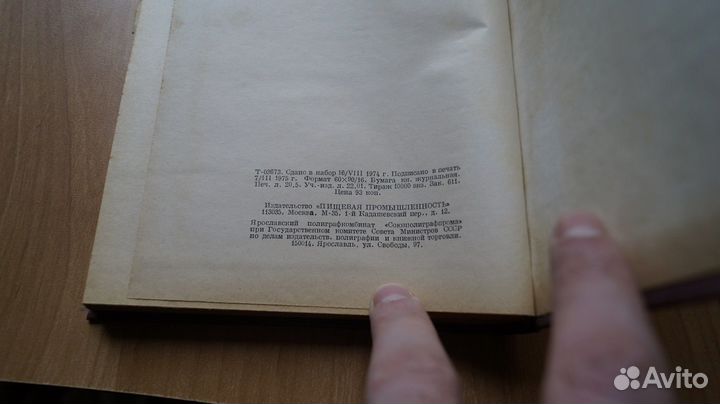 Т-02673. Сдано в набор 16/VIII 1974 г. Подписано в печать
7/III 1975 г. Формат 60×90/16. Бумага кн. журнальная.
Печ. л. 20,5. Уч.-изд. л. 22,01. Тираж 10000 экз. Зак. 611.
Цена 93 коп.
Издательство «ПИЩЕВАЯ ПРОМЫШЛЕННОСТЬ»
113035, Москва, М-35, 1-й Кадашевский пер., д. 12.
Ярославский полиграфкомбинат «Союзполиграфпрома»
при Государственном комитете Совета Министров СССР
по делам издательств, полиграфии и книжной торговли.
150014, Ярославль, ул. Свободы, 97.
Avito